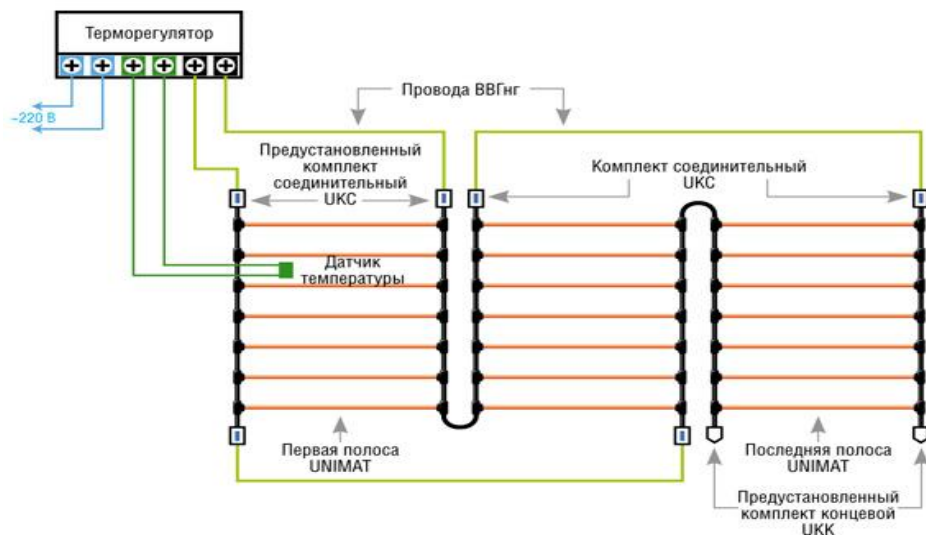 Терморегулятор
~220 В
Провода ВВГнг
Предустановленный
комплект
соединительный
UKC
Комплект соединительный
UKC
Датчик
температуры
Первая полоса
UNIMAT
Последняя полоса
UNIMAT
Предустановленный
комплект концевой
UKK